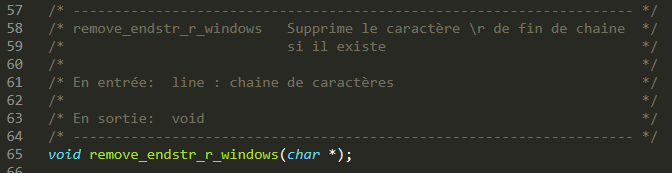 57 /* --------------------------------------------------------------------- */
58 /* remove_endstr_r_windows   Supprime le caractère \r de fin de chaine  */
59 /*                           si il existe                               */
60 /*                                                                      */
61 /* En entrée:  line : chaine de caractères                              */
62 /*                                                                      */
63 /* En sortie:  void                                                     */
64 /* --------------------------------------------------------------------- */
65 void remove_endstr_r_windows(char *);
66